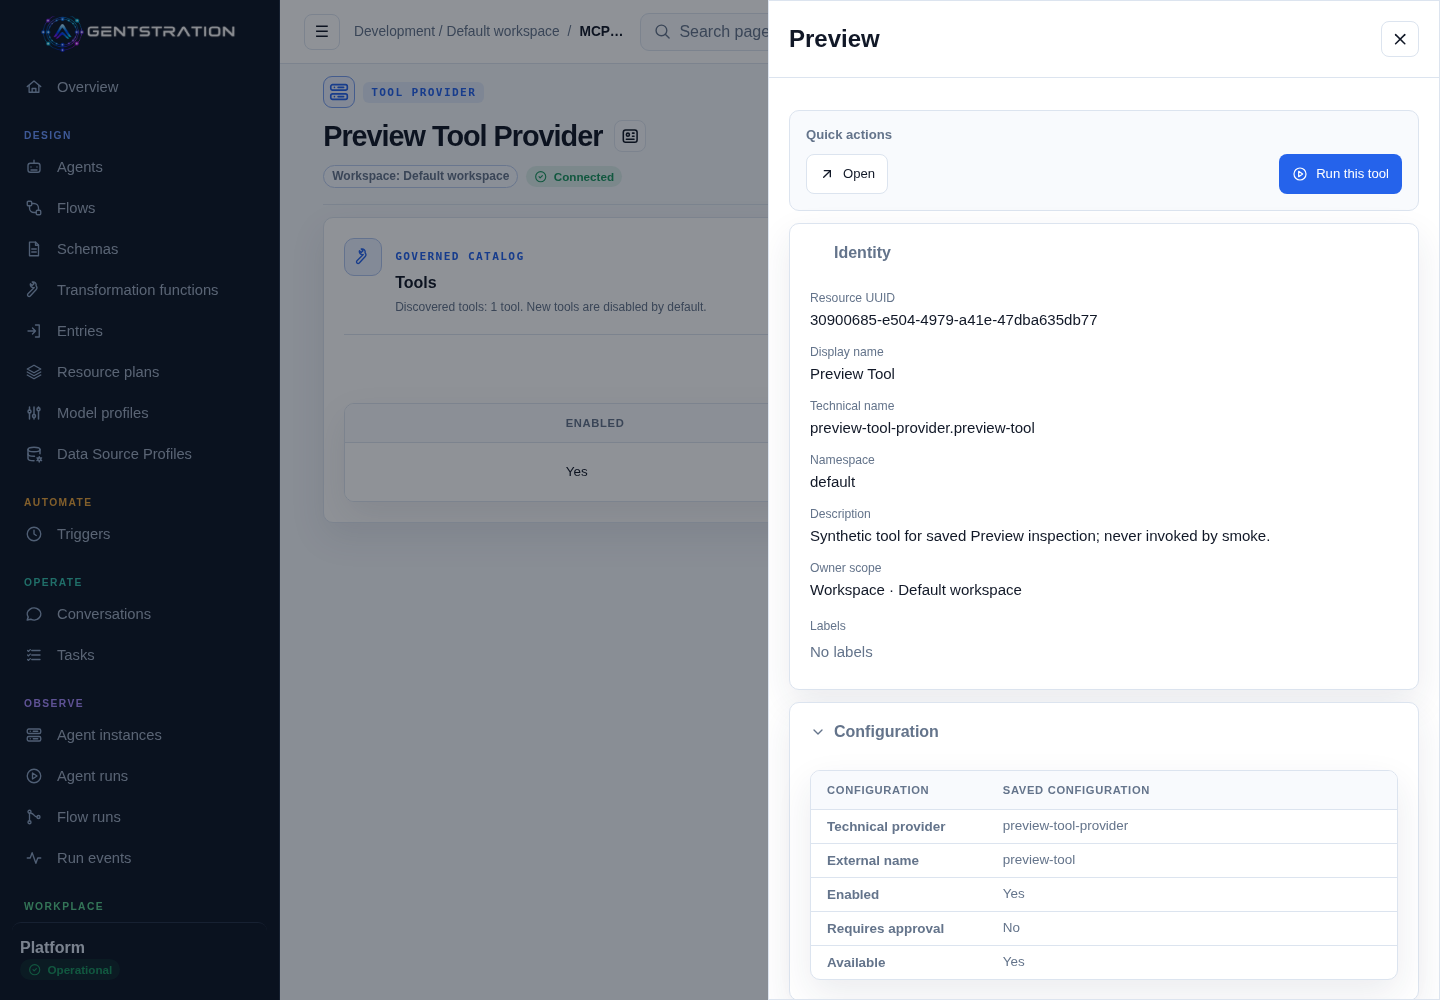 GENTSTRATION
Overview
DESIGN
Agents
Flows
Schemas
Transformation functions
Entries
Resource plans
Model profiles
Data Source Profiles
AUTOMATE
Triggers
OPERATE
Conversations
Tasks
OBSERVE
Agent instances
Agent runs
Flow runs
Run events
WORKPLACE
Platform
Operational
Development / Default workspace / MCP...
Search page
TOOL PROVIDER
Preview Tool Provider
Workspace: Default workspace
Connected
GOVERNED CATALOG
Tools
Discovered tools: 1 tool. New tools are disabled by default.
ENABLED
Yes
Preview
Quick actions
Open
Run this tool
Identity
Resource UUID
30900685-e504-4979-a41e-47dba635db77
Display name
Preview Tool
Technical name
preview-tool-provider.preview-tool
Namespace
default
Description
Synthetic tool for saved Preview inspection; never invoked by smoke.
Owner scope
Workspace · Default workspace
Labels
No labels
Configuration
CONFIGURATION SAVED CONFIGURATION
Technical provider preview-tool-provider
External name preview-tool
Enabled Yes
Requires approval No
Available Yes